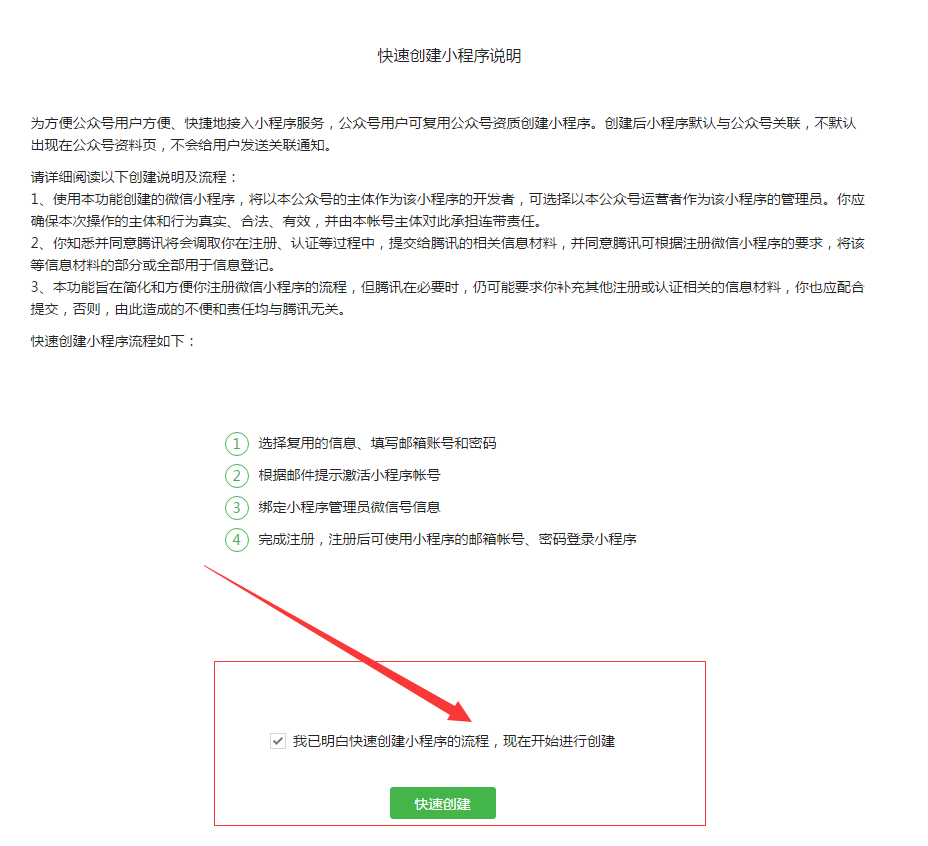 快速创建小程序说明
为方便公众号用户方便、快捷地接入小程序服务，公众号用户可复用公众号资质创建小程序。创建后小程序默认与公众号关联，不默认
出现在公众号资料页，不会给用户发送关联通知。
请详细阅读以下创建说明及流程：
1、使用本功能创建的微信小程序，将以本公众号的主体作为该小程序的开发者，可选择以本公众号运营者作为该小程序的管理员。你应
确保本次操作的主体和行为真实、合法、有效，并由本帐号主体对此承担连带责任。
2、你知悉并同意腾讯将会调取你在注册、认证等过程中，提交给腾讯的相关信息材料，并同意腾讯可根据注册微信小程序的要求，将该
等信息材料的部分或全部用于信息登记。
3、本功能旨在简化和方便你注册微信小程序的流程，但腾讯在必要时，仍可能要求你补充其他注册或认证相关的信息材料，你也应配合
提交，否则，由此造成的不便和责任均与腾讯无关。
快速创建小程序流程如下：
1 选择复用的信息、填写邮箱账号和密码
2 根据邮件提示激活小程序帐号
3 绑定小程序管理员微信号信息
4 完成注册，注册后可使用小程序的邮箱帐号、密码登录小程序
我已明白快速创建小程序的流程，现在开始进行创建
快速创建